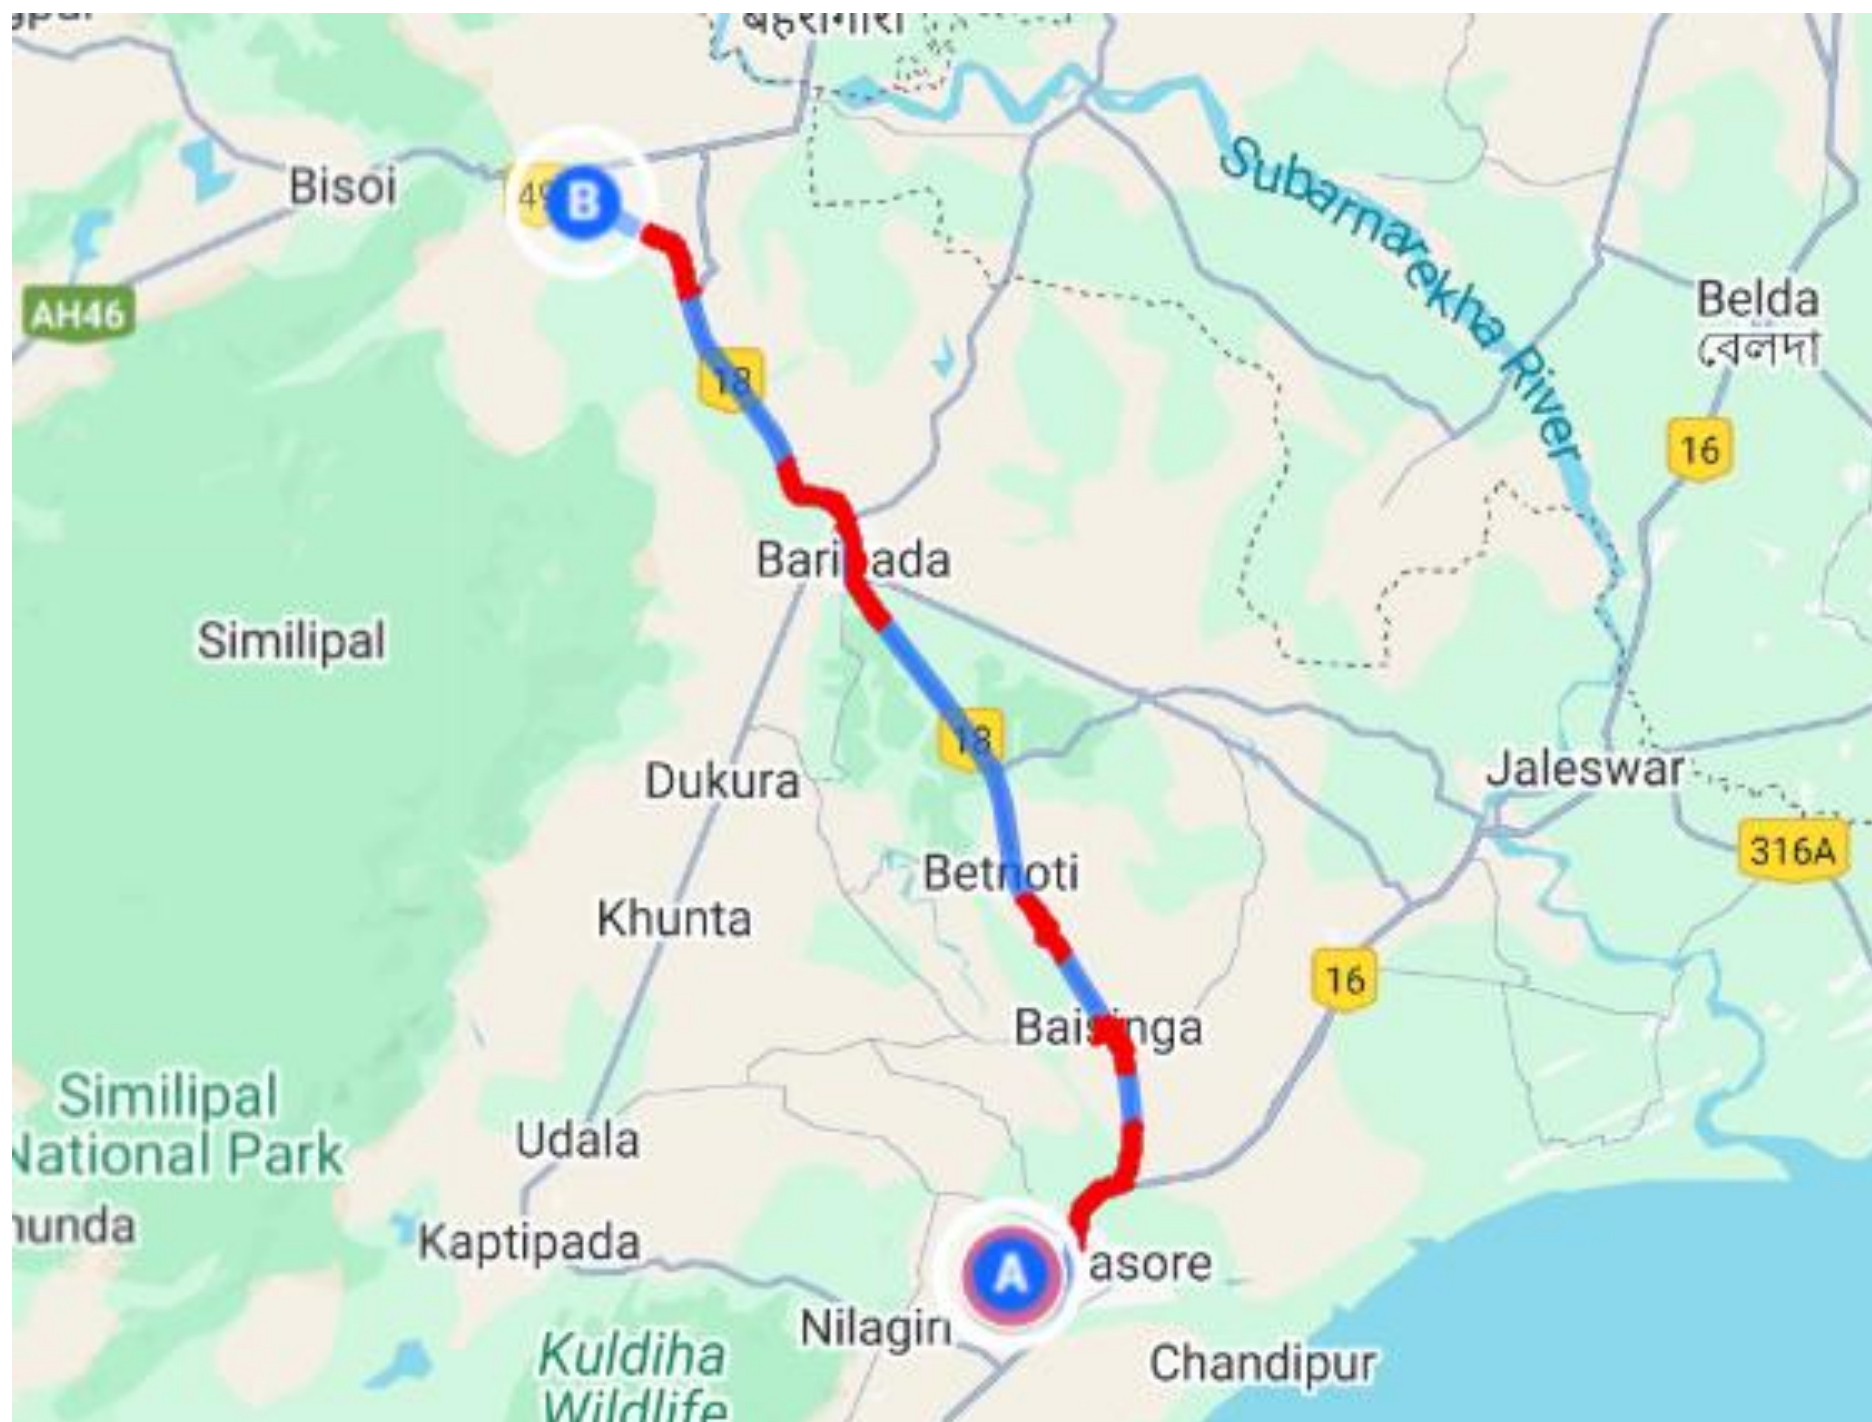 Bisoi
49
B
AH46
18
Subarnarekha River
Belda
বেলদা
16
Similipal
18
Dukura
Jaleswar
316A
Betnoti
Khunta
16
Similipal
National Park
Udala
Kaptipada
A
asore
Nilagiri
Kuldiha
Wildlife
Chandipur